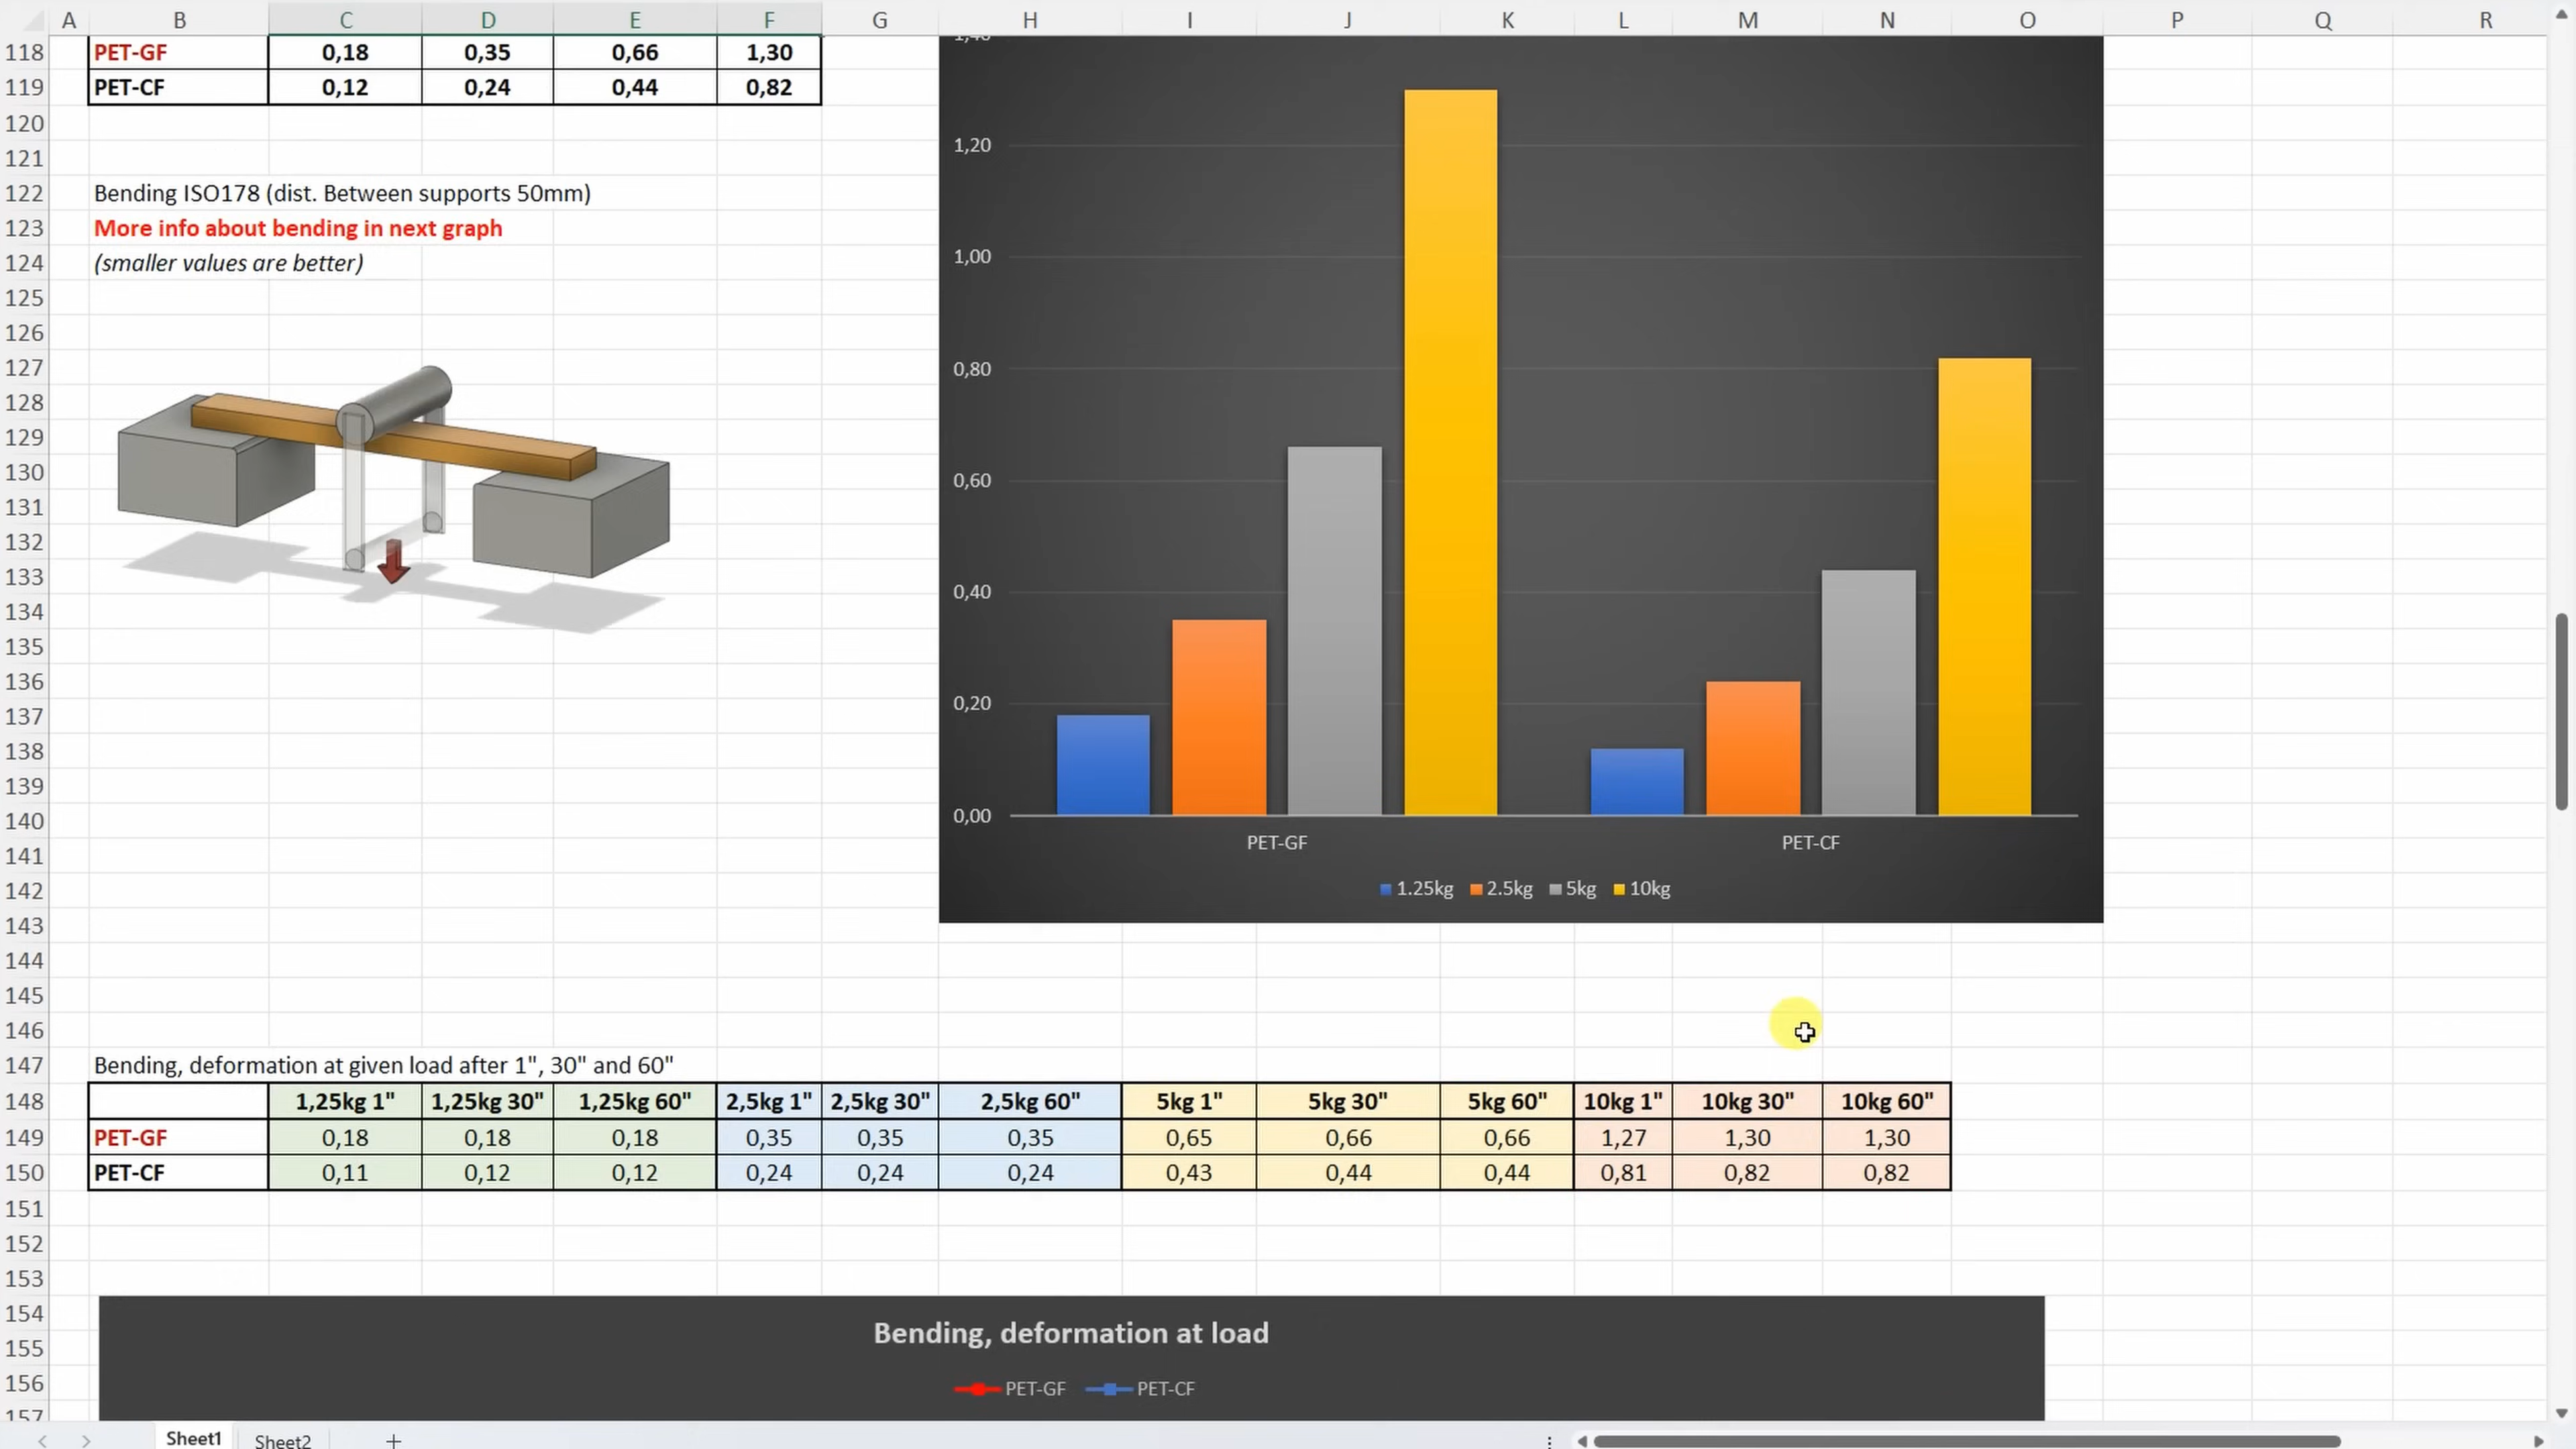 A B C D E F G H I J K L M N O P Q R
118 PET-GF 0,18 0,35 0,66 1,30
119 PET-CF 0,12 0,24 0,44 0,82
120
121
122 Bending ISO178 (dist. Between supports 50mm)
123 More info about bending in next graph
124 (smaller values are better)
125
126
127
128
129
130
131
132
133
134
135
136
137
138
139
140
141
142
143
144
145
146
1,40
1,20
1,00
0,80
0,60
0,40
0,20
0,00
PET-GF PET-CF
1.25kg 2.5kg 5kg 10kg
147 Bending, deformation at given load after 1", 30" and 60"
148 1,25kg 1" 1,25kg 30" 1,25kg 60" 2,5kg 1" 2,5kg 30" 2,5kg 60" 5kg 1" 5kg 30" 5kg 60" 10kg 1" 10kg 30" 10kg 60"
149 PET-GF 0,18 0,18 0,18 0,35 0,35 0,35 0,65 0,66 0,66 1,27 1,30 1,30
150 PET-CF 0,11 0,12 0,12 0,24 0,24 0,24 0,43 0,44 0,44 0,81 0,82 0,82
151
152
153
154
155
156
157
Bending, deformation at load
PET-GF PET-CF
Sheet1 Sheet2 +